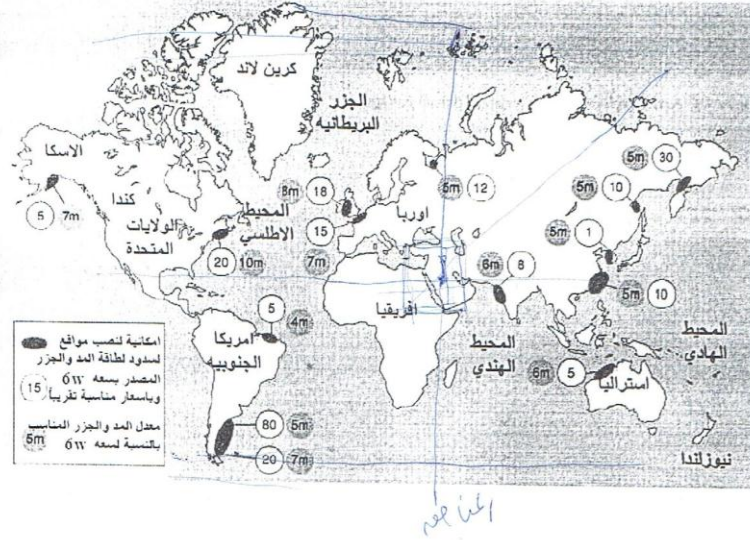 كرين لاند
الجزر
البريطانيه
الاسكا
كندا
5 7m
الولايات
المتحدة
المحيط
الاطلسي
8m 18
15
7m
20 10m
اوربا
5m 12
5m 30
5m 10
5m 1
5m 10
6m 8
افريقيا
5
4m
امريكا
الجنوبيه
80 5m
20 7m
المحيط
الهندي
المحيط
الهادي
6m 5
استراليا
نيوزلندا
امكانية لنصب مواقع
لسدود لطاقة المد والجزر
المصدر بسعه 6w
وباسعار مناسبة تقريباً
15
معدل المد والجزر المناسب
بالنسبة لسعه 6w
5m